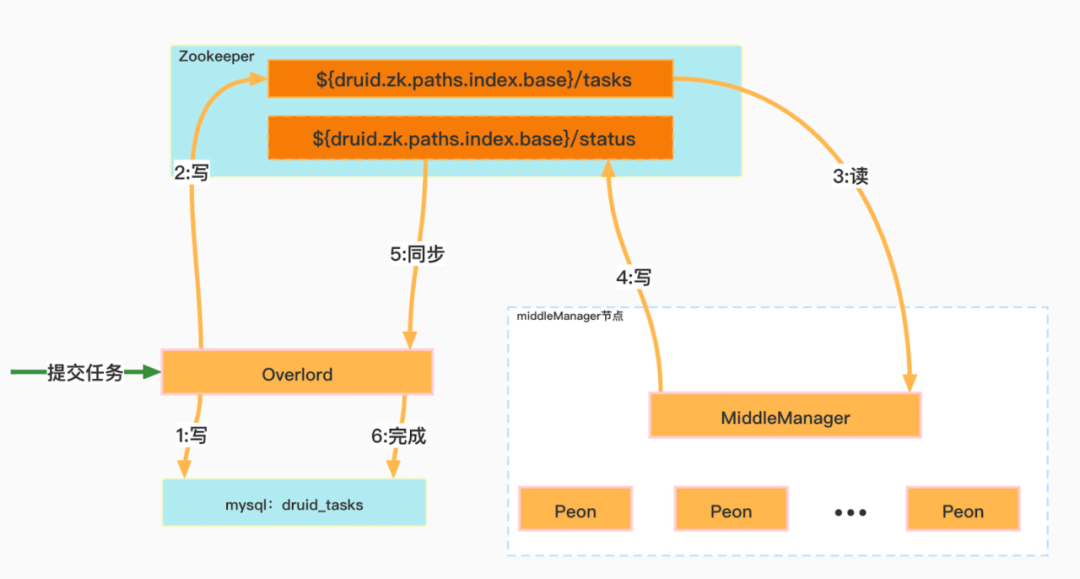 Zookeeper
${druid.zk.paths.index.base}/tasks
${druid.zk.paths.index.base}/status
2:写
3:读
5:同步
4:写
middleManager节点
提交任务
Overlord
MiddleManager
1:写
6:完成
mysql：druid_tasks
Peon
Peon
•••
Peon